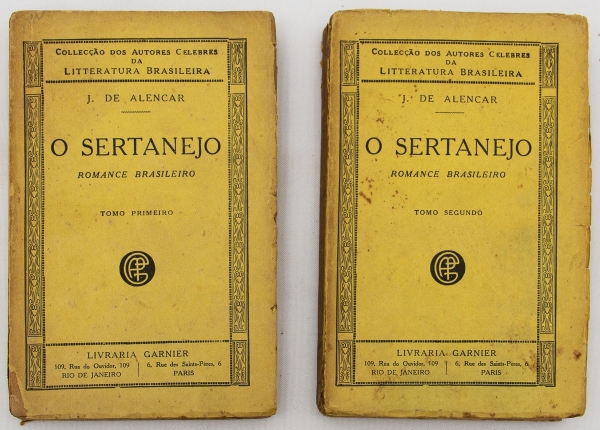 COLLECÇÃO DOS AUTORES CELEBRES
DA
LITTERATURA BRASILEIRA
J. DE ALENCAR
O SERTANEJO
ROMANCE BRASILEIRO
TOMO PRIMEIRO
LIVRARIA GARNIER
109, Rua do Ouvidor, 109
RIO DE JANEIRO
6, Rue des Saints-Pères, 6
PARIS
COLLECÇÃO DOS AUTORES CELEBRES
DA
LITTERATURA BRASILEIRA
J. DE ALENCAR
O SERTANEJO
ROMANCE BRASILEIRO
TOMO SEGUNDO
LIVRARIA GARNIER
109, Rua do Ouvidor, 109
RIO DE JANEIRO
6, Rue des Saints-Pères, 6
PARIS